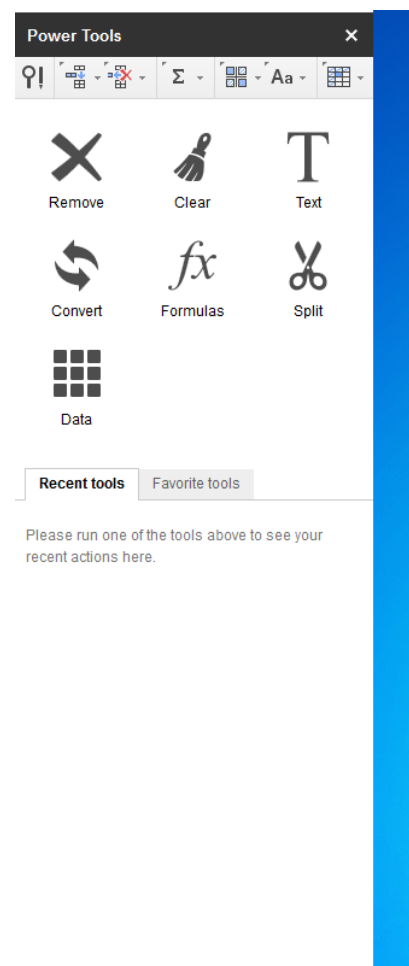 Power Tools
Σ Aa
Remove Clear Text
Convert Formulas Split
Data
Recent tools Favorite tools
Please run one of the tools above to see your
recent actions here.